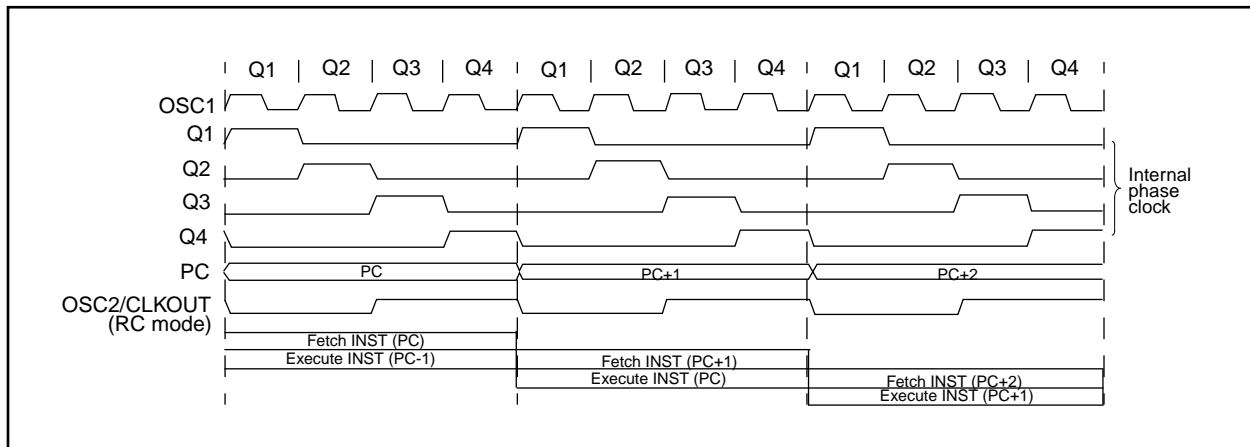 Q1 | Q2 | Q3 | Q4 | Q1 | Q2 | Q3 | Q4 | Q1 | Q2 | Q3 | Q4
OSC1
Q1
Q2
Q3
Q4
Internal
phase
clock
PC
PC
PC+1
PC+2
OSC2/CLKOUT
(RC mode)
Fetch INST (PC)
Execute INST (PC-1)
Fetch INST (PC+1)
Execute INST (PC)
Fetch INST (PC+2)
Execute INST (PC+1)